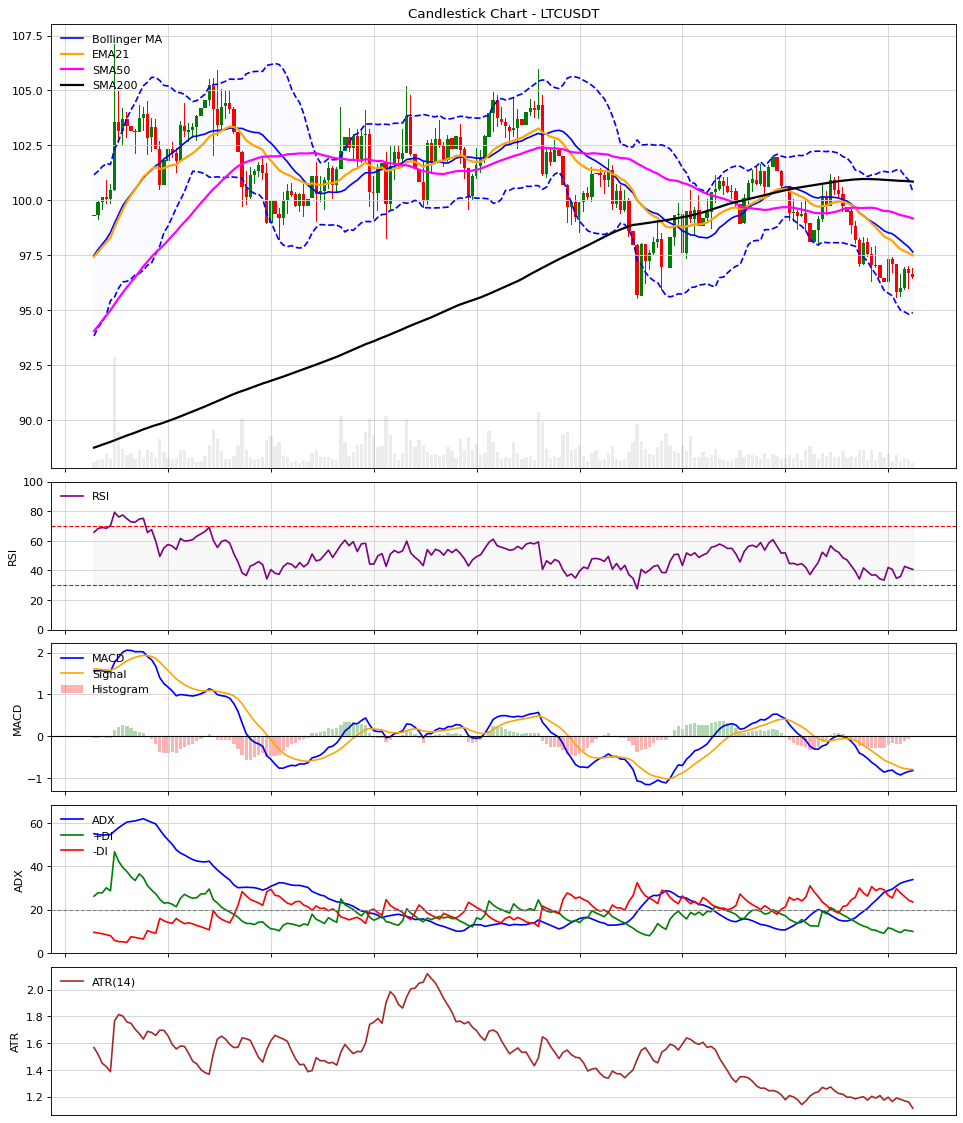 Candlestick Chart - LTCUSDT
107.5
105.0
102.5
100.0
97.5
95.0
92.5
90.0
Bollinger MA
EMA21
SMA50
SMA200
100
80
60
40
20
0
RSI
RSI
2
1
0
−1
MACD
MACD
Signal
Histogram
60
40
20
0
ADX
ADX
+DI
-DI
2.0
1.8
1.6
1.4
1.2
ATR
ATR(14)